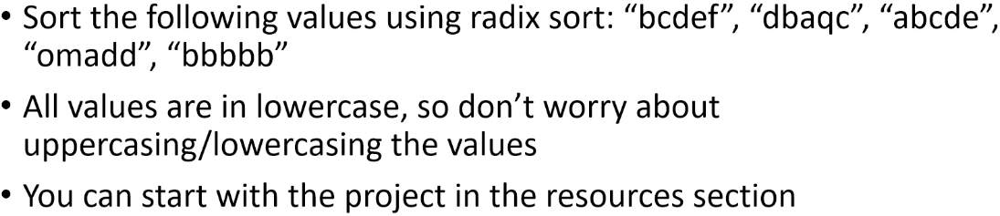 • Sort the following values using radix sort: “bcdef”, “dbaqc”, “abcde”,
“omadd”, “bbbbb”
• All values are in lowercase, so don’t worry about
uppercasing/lowercasing the values
• You can start with the project in the resources section